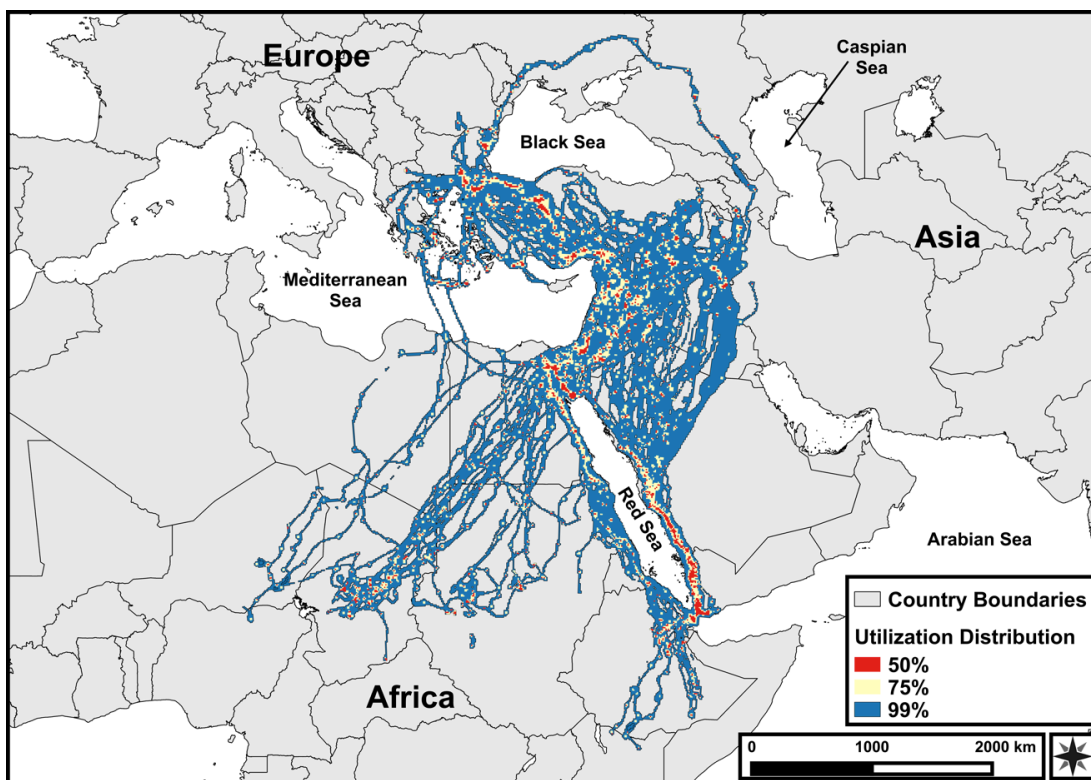 Europe
Caspian
Sea
Black Sea
Asia
Mediterranean
Sea
Red Sea
Arabian Sea
Africa
Country Boundaries
Utilization Distribution
50%
75%
99%
0 1000 2000 km